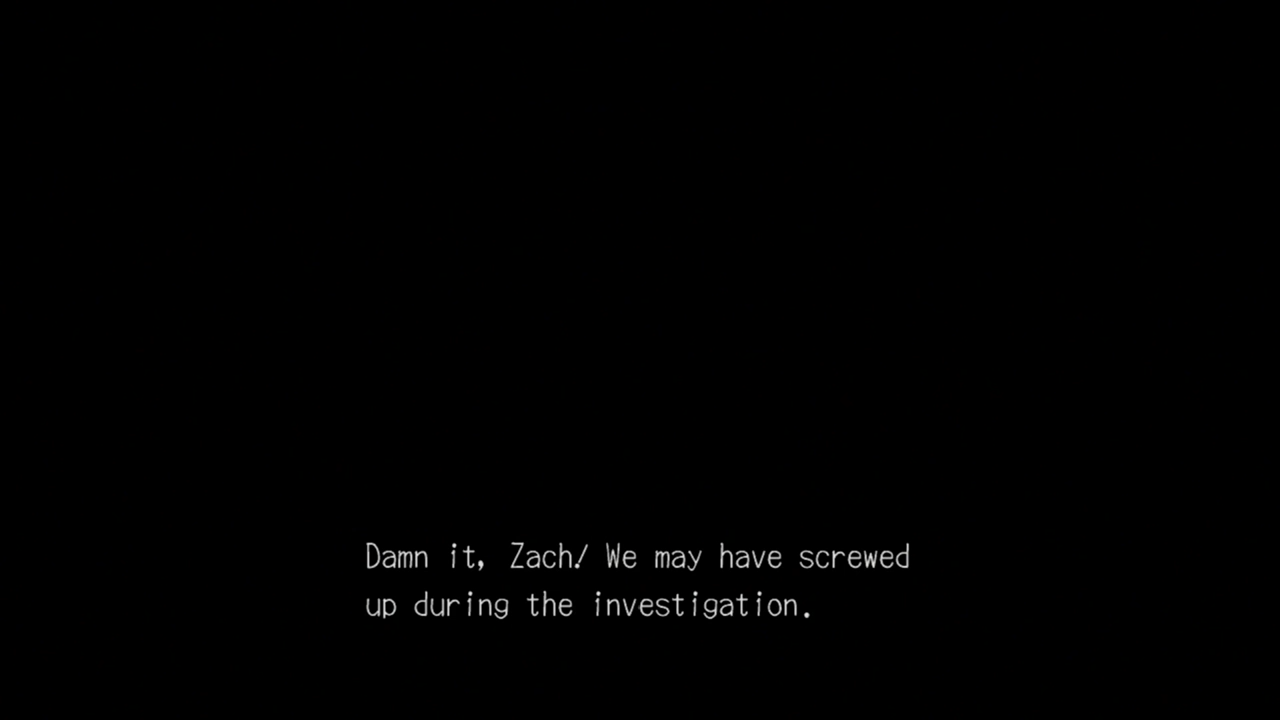 Damn it, Zach! We may have screwed
up during the investigation.